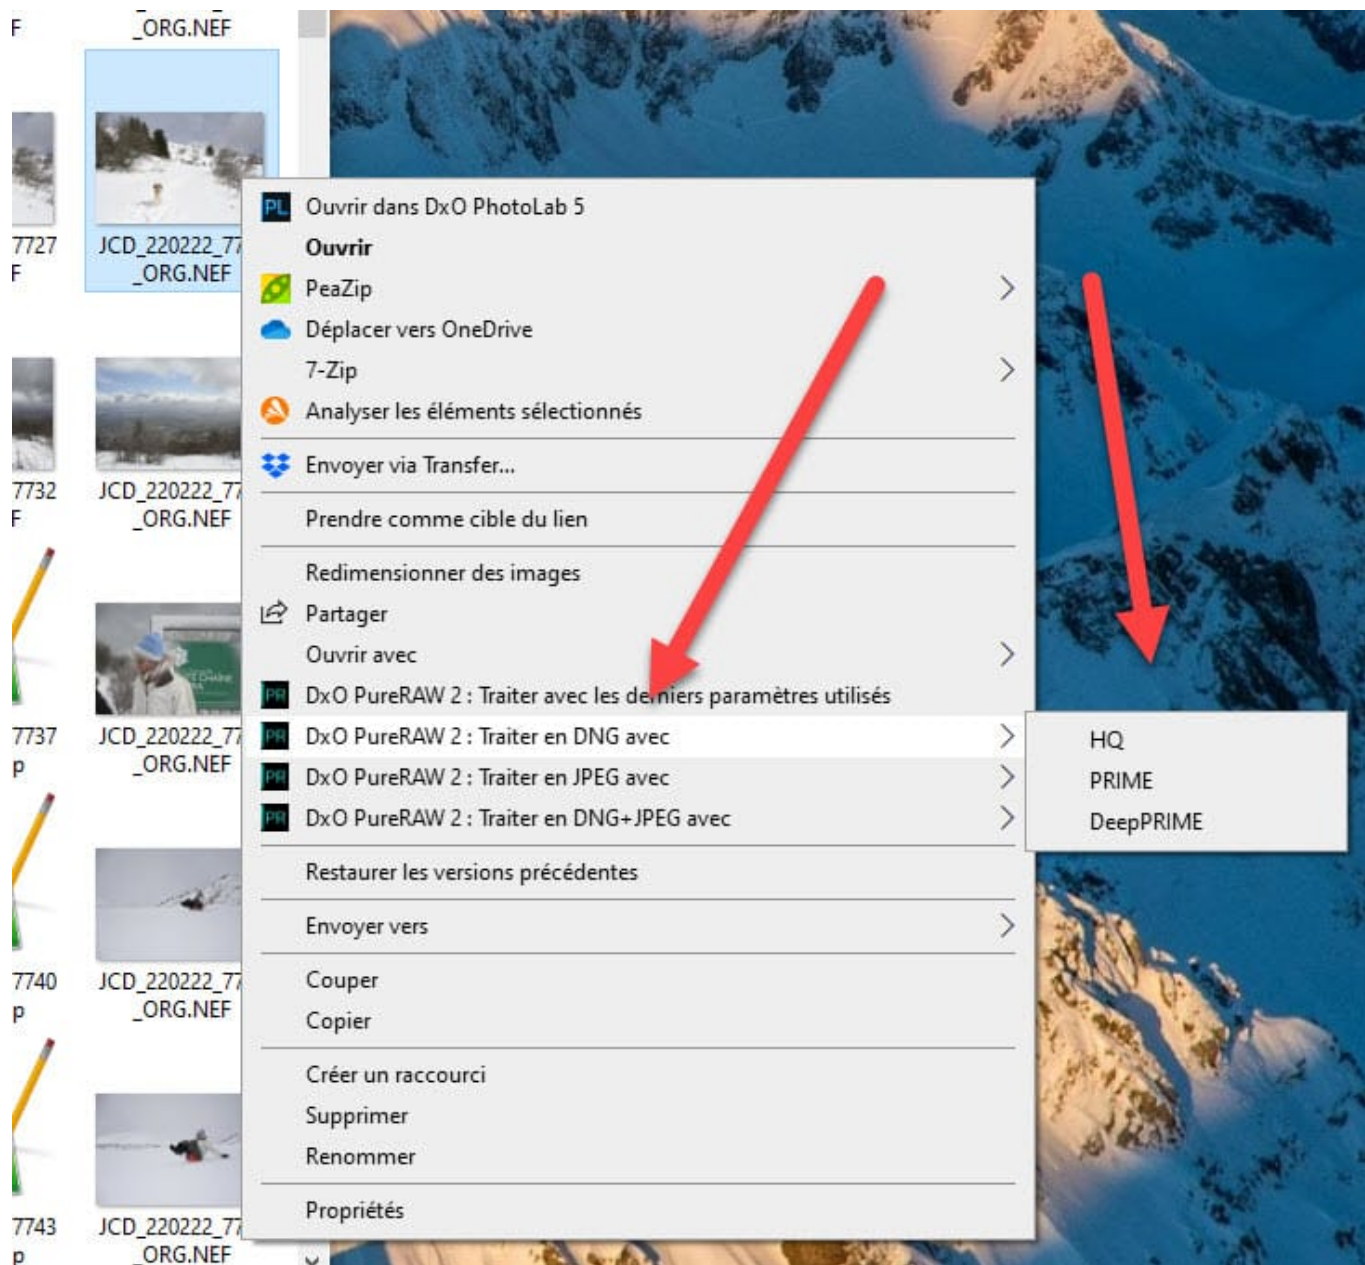 F
_ORG.NEF
7727
F
JCD_220222_77
_ORG.NEF
7732
F
JCD_220222_77
_ORG.NEF
7737
p
JCD_220222_77
_ORG.NEF
7740
p
JCD_220222_77
_ORG.NEF
7743
p
JCD_220222_77
_ORG.NEF
PL Ouvrir dans DxO PhotoLab 5
Ouvrir
PeaZip
Déplacer vers OneDrive
7-Zip
Analyser les éléments sélectionnés
Envoyer via Transfer...
Prendre comme cible du lien
Redimensionner des images
Partager
Ouvrir avec
PR DxO PureRAW 2 : Traiter avec les derniers paramètres utilisés
PR DxO PureRAW 2 : Traiter en DNG avec
PR DxO PureRAW 2 : Traiter en JPEG avec
PR DxO PureRAW 2 : Traiter en DNG+JPEG avec
Restaurer les versions précédentes
Envoyer vers
Couper
Copier
Créer un raccourci
Supprimer
Renommer
Propriétés
HQ
PRIME
DeepPRIME